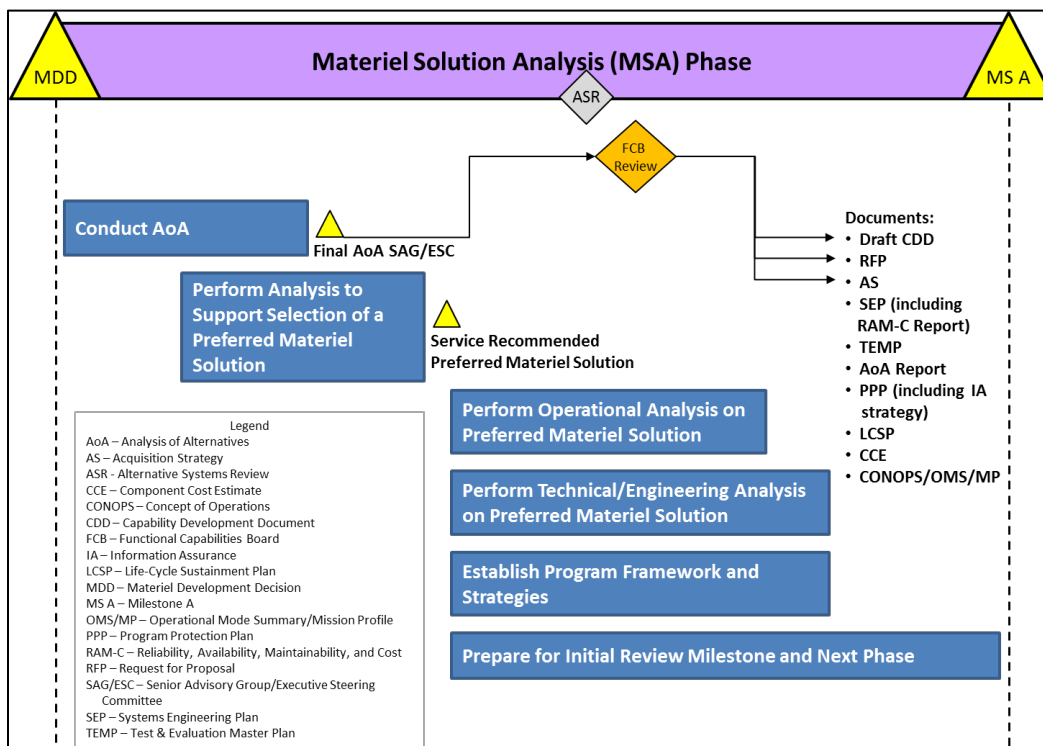 Materiel Solution Analysis (MSA) Phase
MDD
MS A
ASR
FCB
Review
Conduct AoA
Final AoA SAG/ESC
Perform Analysis to
Support Selection of a
Preferred Materiel
Solution
Service Recommended
Preferred Materiel Solution
Documents:
• Draft CDD
• RFP
• AS
• SEP (including
RAM-C Report)
• TEMP
• AoA Report
• PPP (including IA
strategy)
• LCSP
• CCE
• CONOPS/OMS/MP
Perform Operational Analysis on
Preferred Materiel Solution
Perform Technical/Engineering Analysis
on Preferred Materiel Solution
Establish Program Framework and
Strategies
Prepare for Initial Review Milestone and Next Phase
Legend
AoA – Analysis of Alternatives
AS – Acquisition Strategy
ASR - Alternative Systems Review
CCE – Component Cost Estimate
CONOPS – Concept of Operations
CDD – Capability Development Document
FCB – Functional Capabilities Board
IA – Information Assurance
LCSP – Life-Cycle Sustainment Plan
MDD – Materiel Development Decision
MS A – Milestone A
OMS/MP – Operational Mode Summary/Mission Profile
PPP – Program Protection Plan
RAM-C – Reliability, Availability, Maintainability, and Cost
RFP – Request for Proposal
SAG/ESC – Senior Advisory Group/Executive Steering
Committee
SEP – Systems Engineering Plan
TEMP – Test & Evaluation Master Plan